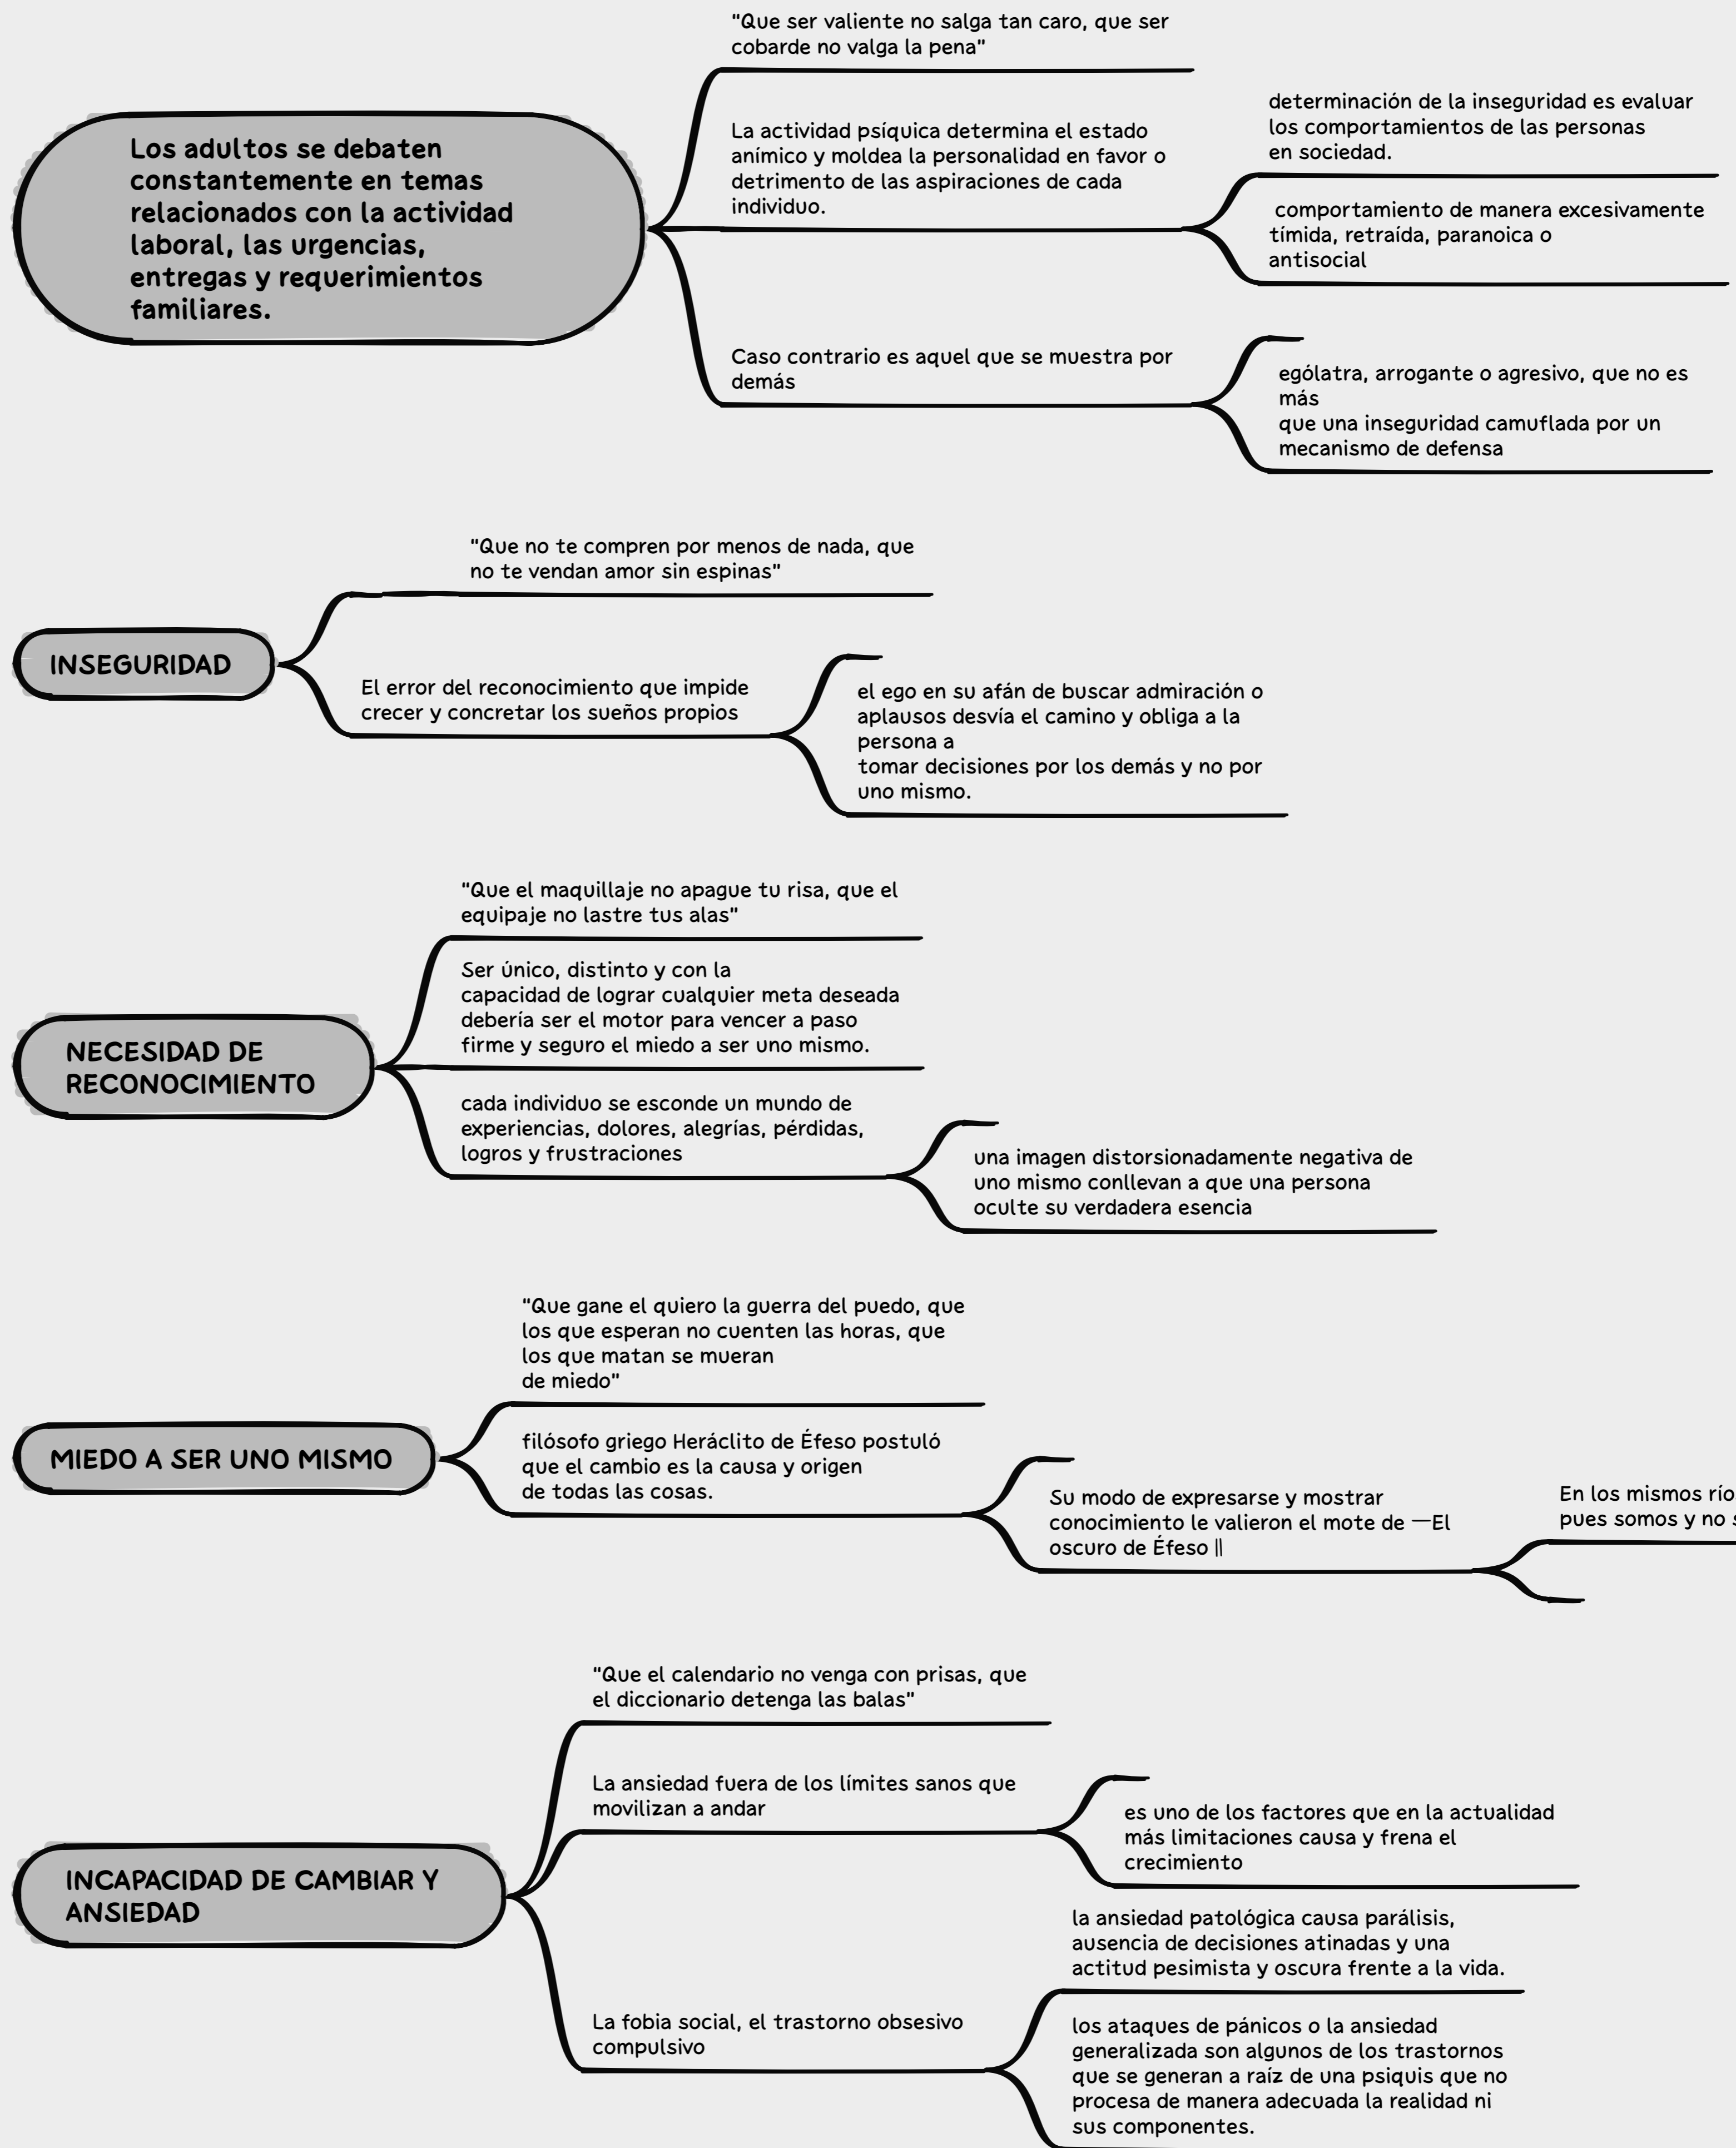 "Que ser valiente no salga tan caro, que ser
cobarde no valga la pena"
Los adultos se debaten
constantemente en temas
relacionados con la actividad
laboral, las urgencias,
entregas y requerimientos
familiares.
La actividad psíquica determina el estado
anímico y moldea la personalidad en favor o
detrimento de las aspiraciones de cada
individuo.
determinación de la inseguridad es evaluar
los comportamientos de las personas
en sociedad.
comportamiento de manera excesivamente
tímida, retraída, paranoica o
antisocial
Caso contrario es aquel que se muestra por
demás
ególatra, arrogante o agresivo, que no es
más
que una inseguridad camuflada por un
mecanismo de defensa
"Que no te compren por menos de nada, que
no te vendan amor sin espinas"
INSEGURIDAD
El error del reconocimiento que impide
crecer y concretar los sueños propios
el ego en su afán de buscar admiración o
aplausos desvía el camino y obliga a la
persona a
tomar decisiones por los demás y no por
uno mismo.
"Que el maquillaje no apague tu risa, que el
equipaje no lastre tus alas"
NECESIDAD DE
RECONOCIMIENTO
Ser único, distinto y con la
capacidad de lograr cualquier meta deseada
debería ser el motor para vencer a paso
firme y seguro el miedo a ser uno mismo.
cada individuo se esconde un mundo de
experiencias, dolores, alegrías, pérdidas,
logros y frustraciones
una imagen distorsionadamente negativa de
uno mismo conllevan a que una persona
oculte su verdadera esencia
"Que gane el quiero la guerra del puedo, que
los que esperan no cuenten las horas, que
los que matan se mueran
de miedo"
MIEDO A SER UNO MISMO
filósofo griego Heráclito de Éfeso postuló
que el cambio es la causa y origen
de todas las cosas.
Su modo de expresarse y mostrar
conocimiento le valieron el mote de ―El
oscuro de Éfeso‖
En los mismos río
pues somos y no
"Que el calendario no venga con prisas, que
el diccionario detenga las balas"
INCAPACIDAD DE CAMBIAR Y
ANSIEDAD
La ansiedad fuera de los límites sanos que
movilizan a andar
es uno de los factores que en la actualidad
más limitaciones causa y frena el
crecimiento
La fobia social, el trastorno obsesivo
compulsivo
la ansiedad patológica causa parálisis,
ausencia de decisiones atinadas y una
actitud pesimista y oscura frente a la vida.
los ataques de pánicos o la ansiedad
generalizada son algunos de los trastornos
que se generan a raíz de una psiquis que no
procesa de manera adecuada la realidad ni
sus componentes.